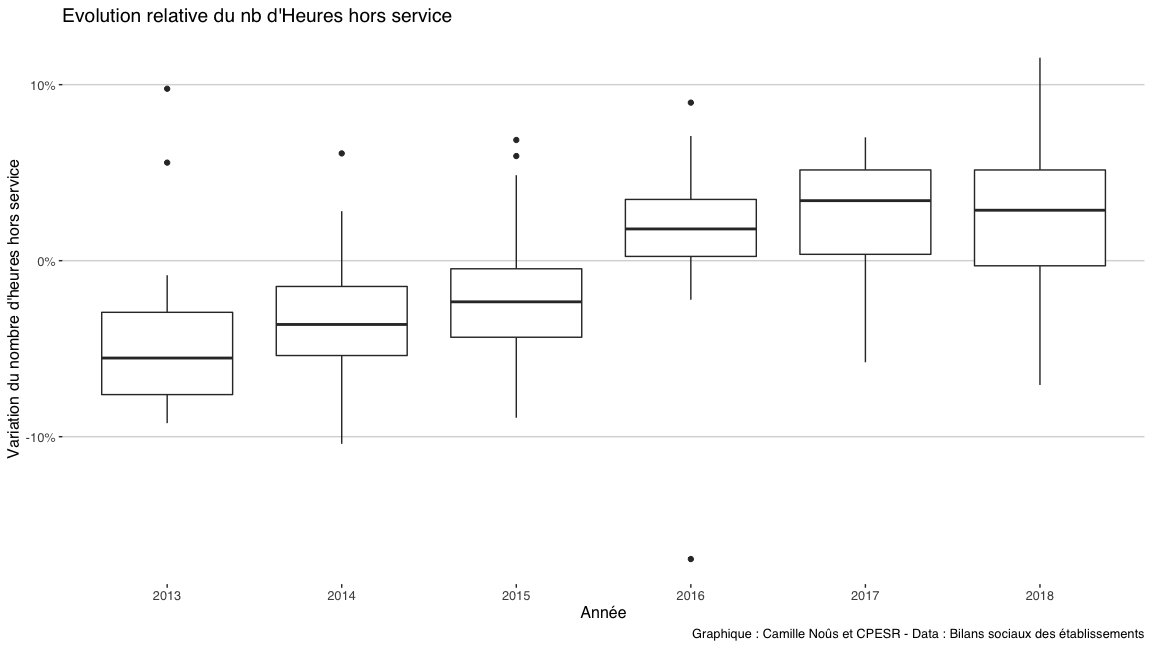 Evolution relative du nb d'Heures hors service
Variation du nombre d'heures hors service
10%
0%
-10%
2013 2014 2015 2016 2017 2018
Année
Graphique : Camille Noûs et CPESR - Data : Bilans sociaux des établissements